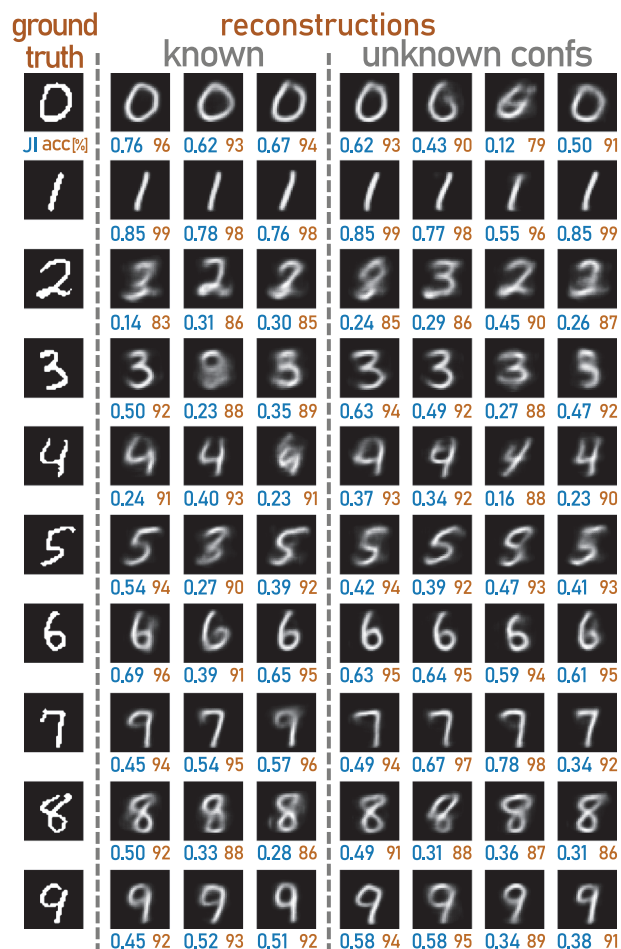 ground truth
reconstructions
known
unknown confs
JI acc[%]
0.76 96 0.62 93 0.67 94 0.62 93 0.43 90 0.12 79 0.50 91
0.85 99 0.78 98 0.76 98 0.85 99 0.77 98 0.55 96 0.85 99
0.14 83 0.31 86 0.30 85 0.24 85 0.29 86 0.45 90 0.26 87
0.50 92 0.23 88 0.35 89 0.63 94 0.49 92 0.27 88 0.47 92
0.24 91 0.40 93 0.23 91 0.37 93 0.34 92 0.16 88 0.23 90
0.54 94 0.27 90 0.39 92 0.42 94 0.39 92 0.47 93 0.41 93
0.69 96 0.39 91 0.65 95 0.63 95 0.64 95 0.59 94 0.61 95
0.45 94 0.54 95 0.57 96 0.49 94 0.67 97 0.78 98 0.34 92
0.50 92 0.33 88 0.28 86 0.49 91 0.31 88 0.36 87 0.31 86
0.45 92 0.52 93 0.51 92 0.58 94 0.58 95 0.34 89 0.38 91